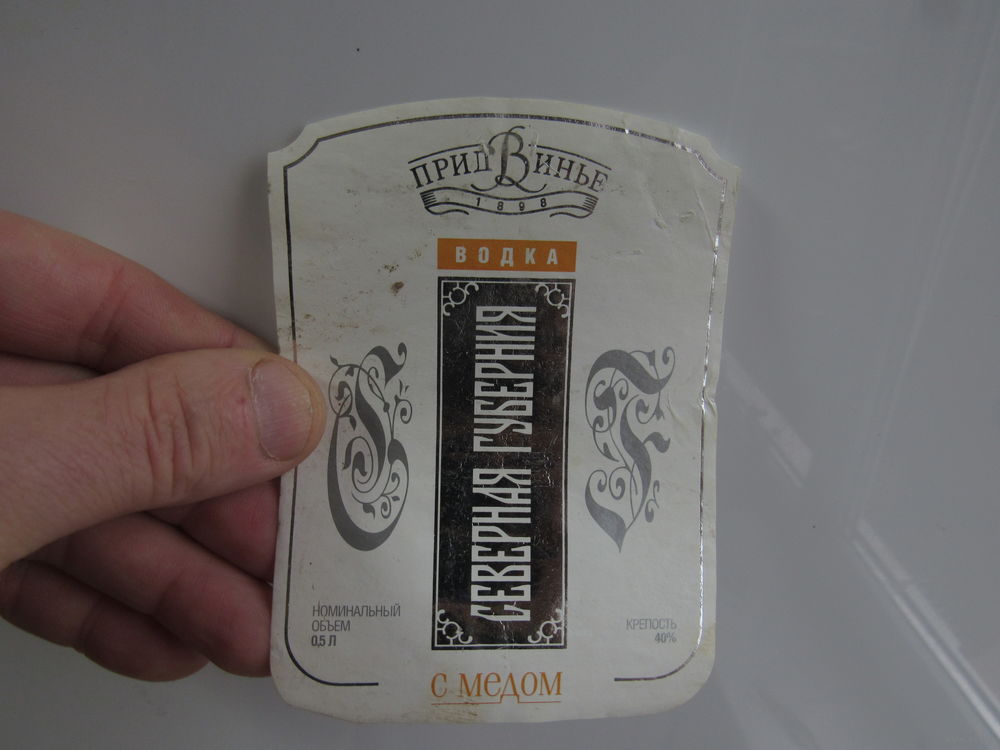 ПРИДВИНЬЕ
1898
ВОДКА
СЕВЕРНАЯ ГУБЕРНИЯ
С Г
НОМИНАЛЬНЫЙ
ОБЪЕМ
0,5 Л
КРЕПОСТЬ
40%
С МЕДОМ